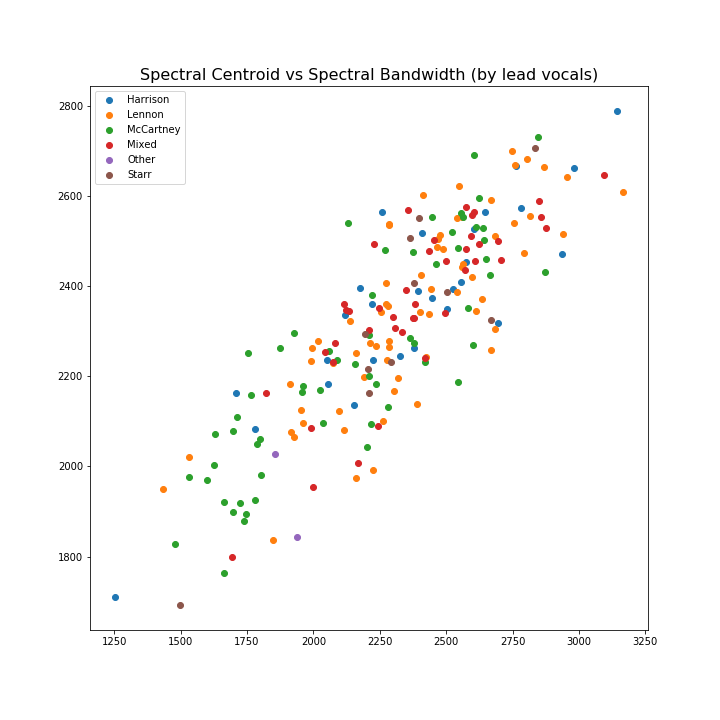 Spectral Centroid vs Spectral Bandwidth (by lead vocals)
Harrison
Lennon
McCartney
Mixed
Other
Starr
2800
2600
2400
2200
2000
1800
1250 1500 1750 2000 2250 2500 2750 3000 3250